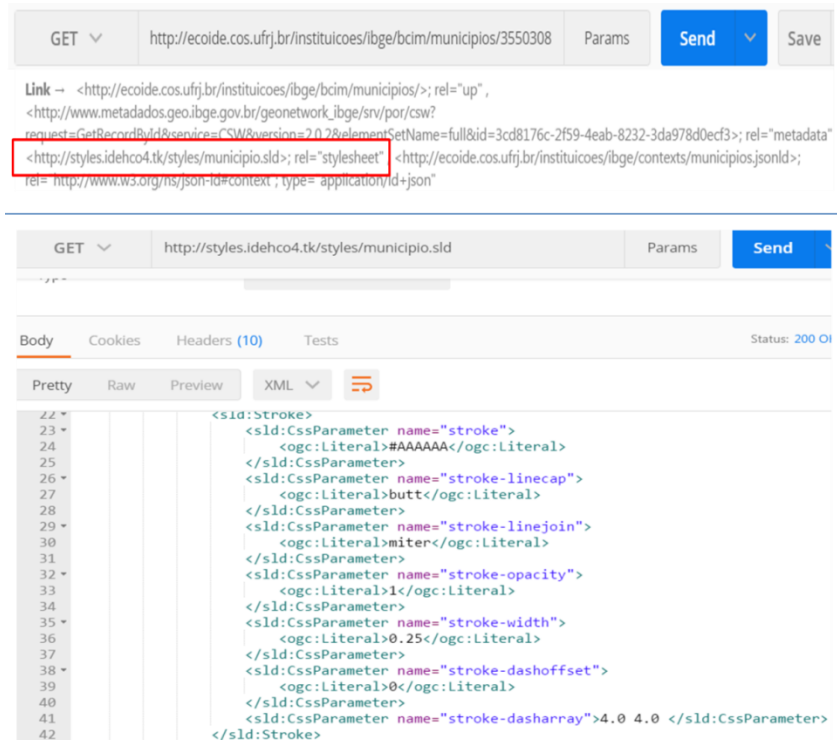 GET http://ecoide.cos.ufrj.br/instituicoes/ibge/bcim/municipios/3550308 Params Send Save
Link → <http://ecoide.cos.ufrj.br/instituicoes/ibge/bcim/municipios/>; rel="up" ,
<http://www.metadados.geo.ibge.gov.br/geonetwork_ibge/srv/por/csw?
request=GetRecordById&service=CSW&version=2.0.2&elementSetName=full&id=3cd8176c-2f59-4eab-8232-3da978d0ecf3>; rel="metadata"
<http://styles.idehco4.tk/styles/municipio.sld>; rel="stylesheet" , <http://ecoide.cos.ufrj.br/instituicoes/ibge/contexts/municipios.jsonld>;
rel="http://www.w3.org/ns/json-ld#context"; type="application/ld+json"
GET http://styles.idehco4.tk/styles/municipio.sld Params Send
Body Cookies Headers (10) Tests Status: 200 O
Pretty Raw Preview XML
22 <sld:Stroke>
23 <sld:CssParameter name="stroke">
24 <ogc:Literal>#AAAAAA</ogc:Literal>
25 </sld:CssParameter>
26 <sld:CssParameter name="stroke-linecap">
27 <ogc:Literal>butt</ogc:Literal>
28 </sld:CssParameter>
29 <sld:CssParameter name="stroke-linejoin">
30 <ogc:Literal>miter</ogc:Literal>
31 </sld:CssParameter>
32 <sld:CssParameter name="stroke-opacity">
33 <ogc:Literal>1</ogc:Literal>
34 </sld:CssParameter>
35 <sld:CssParameter name="stroke-width">
36 <ogc:Literal>0.25</ogc:Literal>
37 </sld:CssParameter>
38 <sld:CssParameter name="stroke-dashoffset">
39 <ogc:Literal>0</ogc:Literal>
40 </sld:CssParameter>
41 <sld:CssParameter name="stroke-dasharray">4.0 4.0 </sld:CssParameter>
42 </sld:Stroke>